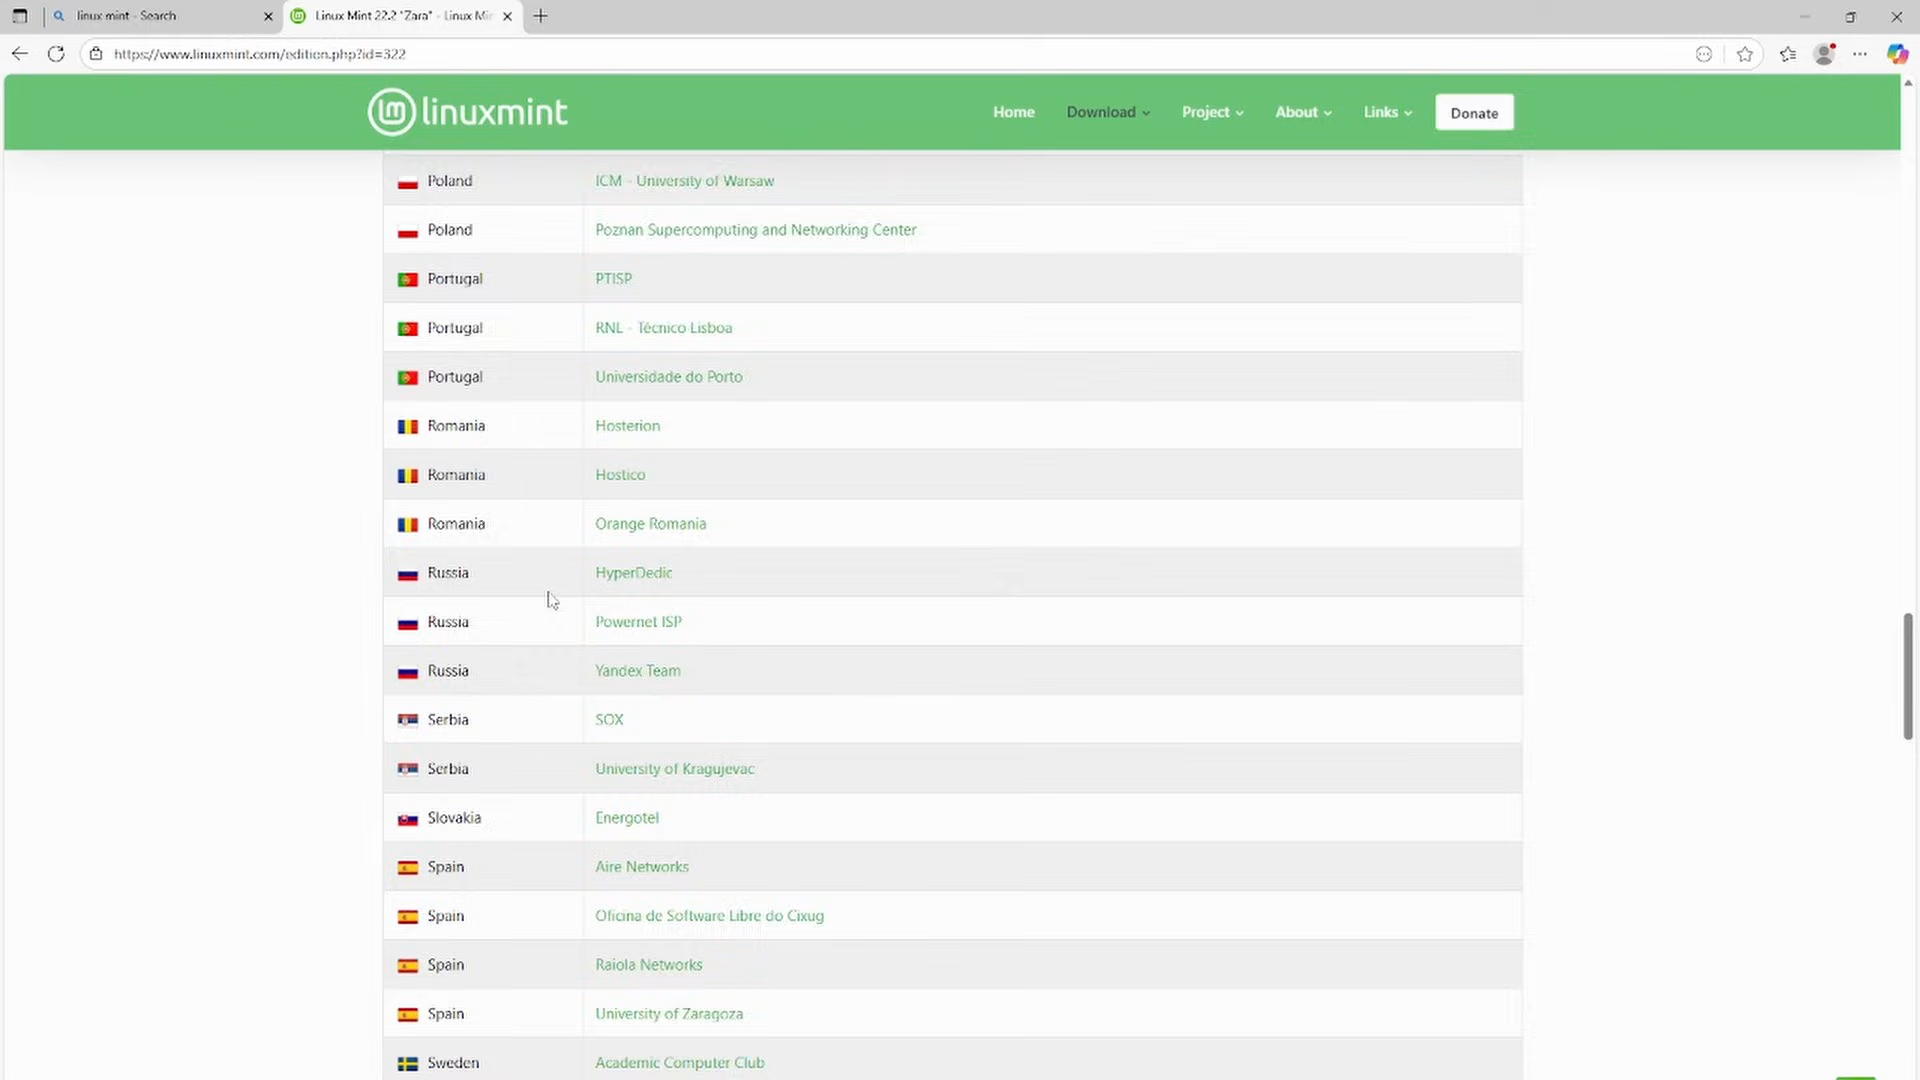 linux mint - Search
Linux Mint 22.2 "Zara" - Linux Mi
https://www.linuxmint.com/edition.php?id=322
linuxmint
Home Download Project About Links Donate
Poland ICM - University of Warsaw
Poland Poznan Supercomputing and Networking Center
Portugal PTISP
Portugal RNL - Técnico Lisboa
Portugal Universidade do Porto
Romania Hosterion
Romania Hostico
Romania Orange Romania
Russia HyperDedic
Russia Powernet ISP
Russia Yandex Team
Serbia SOX
Serbia University of Kragujevac
Slovakia Energotel
Spain Aire Networks
Spain Oficina de Software Libre do Cixug
Spain Raiola Networks
Spain University of Zaragoza
Sweden Academic Computer Club